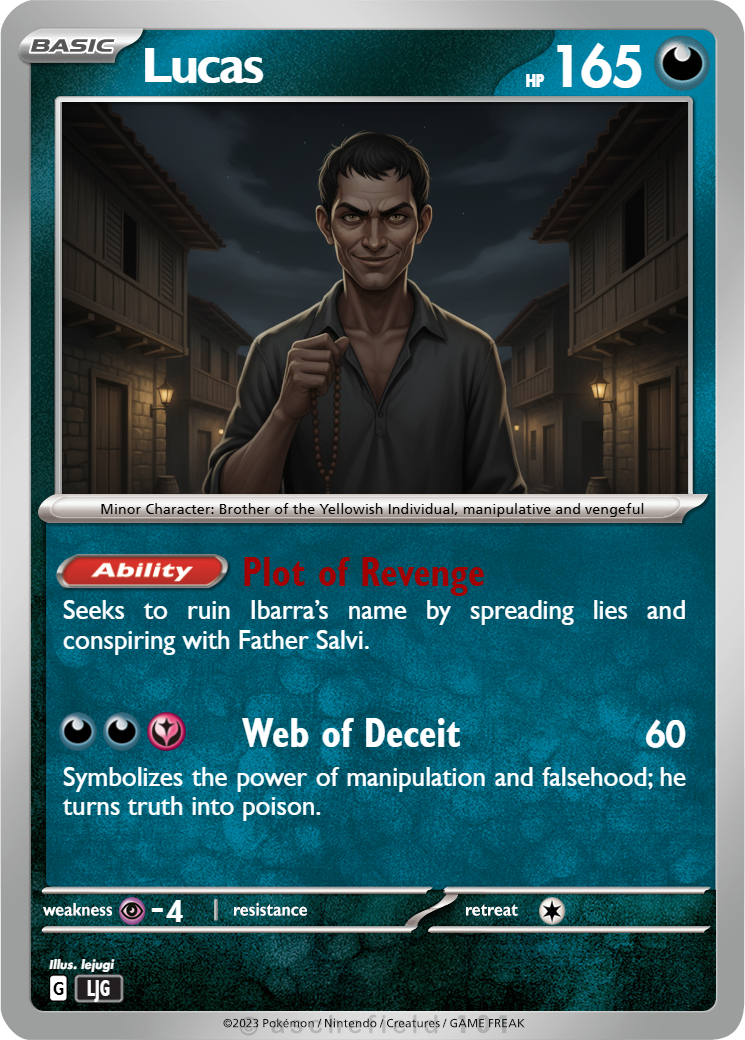 BASIC
Lucas
HP 165
Minor Character: Brother of the Yellowish Individual, manipulative and vengeful
Ability Plot of Revenge
Seeks to ruin Ibarra's name by spreading lies and
conspiring with Father Salvi.
Web of Deceit 60
Symbolizes the power of manipulation and falsehood; he
turns truth into poison.
weakness -4 | resistance retreat
Illus. lejugi
G LJG
©2023 Pokémon / Nintendo / Creatures / GAME FREAK